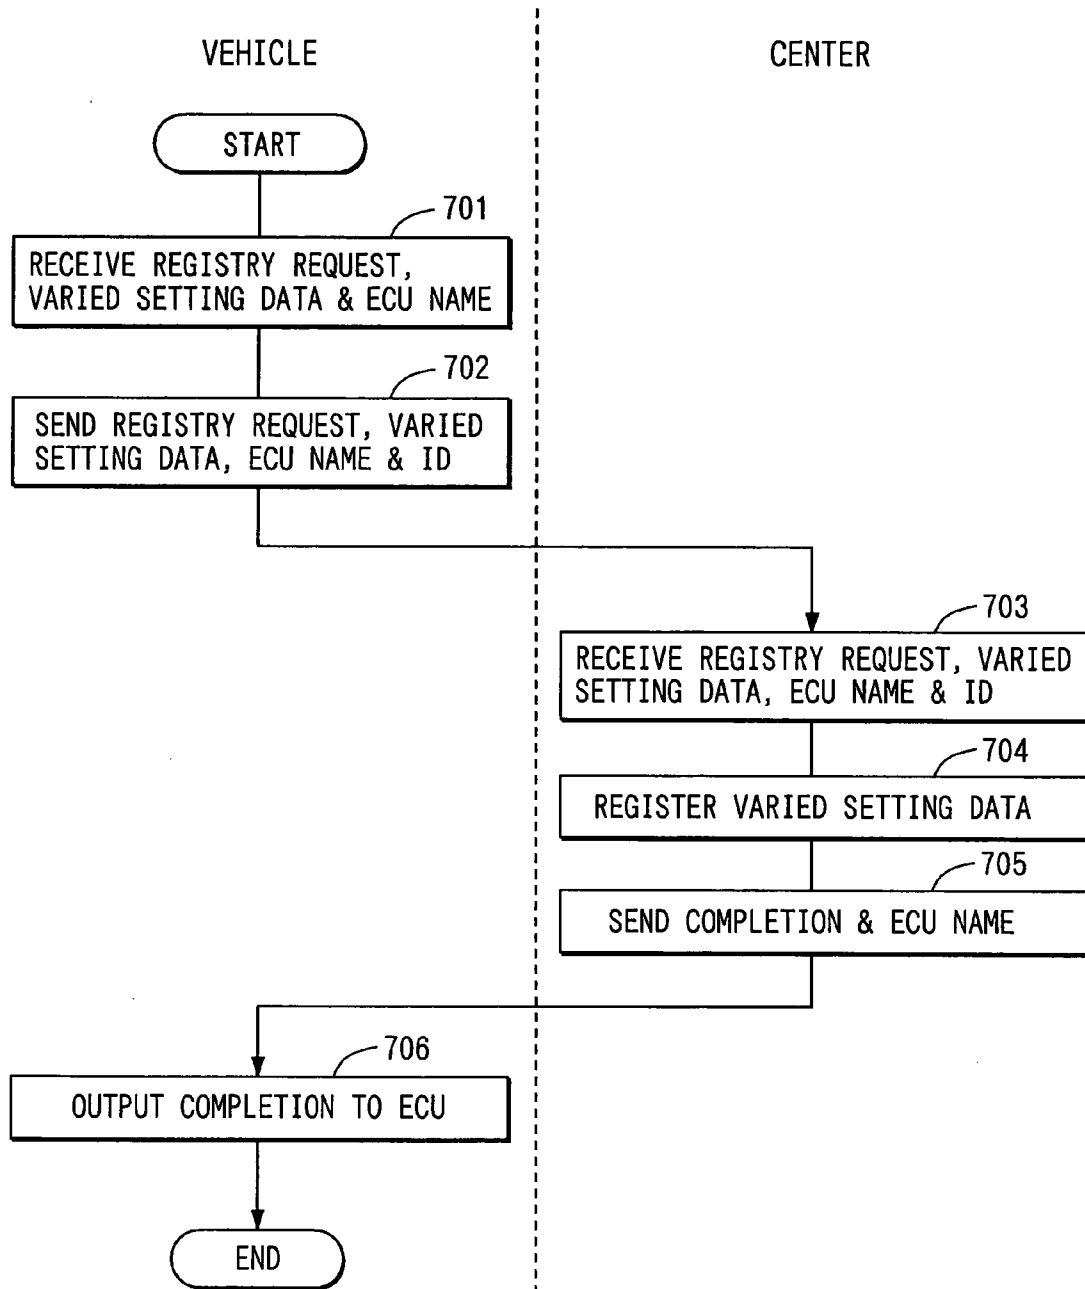 VEHICLE
CENTER
START
701
RECEIVE REGISTRY REQUEST,
VARIED SETTING DATA & ECU NAME
702
SEND REGISTRY REQUEST, VARIED
SETTING DATA, ECU NAME & ID
703
RECEIVE REGISTRY REQUEST, VARIED
SETTING DATA, ECU NAME & ID
704
REGISTER VARIED SETTING DATA
705
SEND COMPLETION & ECU NAME
706
OUTPUT COMPLETION TO ECU
END